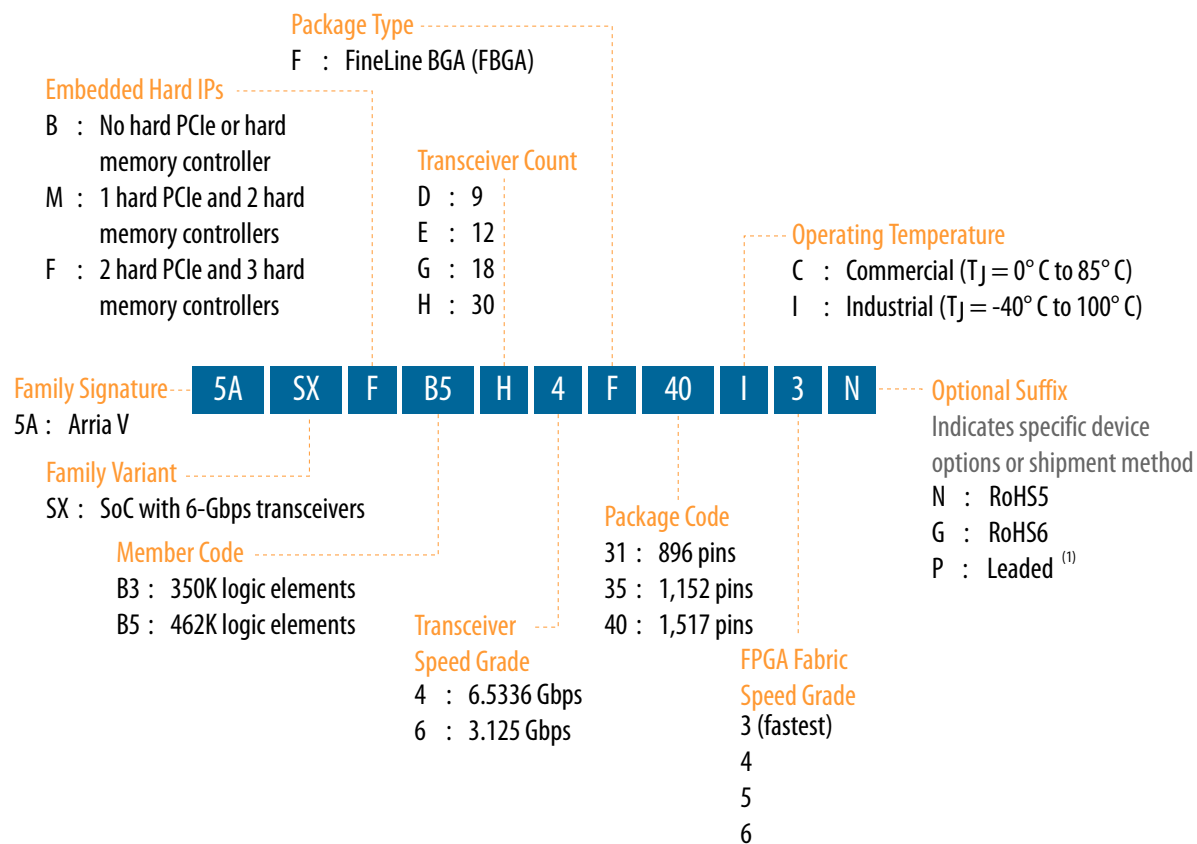 Package Type
F : FineLine BGA (FBGA)
Embedded Hard IPs
B : No hard PCIe or hard
memory controller
M : 1 hard PCIe and 2 hard
memory controllers
F : 2 hard PCIe and 3 hard
memory controllers
Transceiver Count
D : 9
E : 12
G : 18
H : 30
Operating Temperature
C : Commercial (TJ = 0° C to 85° C)
I : Industrial (TJ = -40° C to 100° C)
Family Signature
5A : Arria V
5A SX F B5 H 4 F 40 I 3 N
Optional Suffix
Indicates specific device
options or shipment method
N : RoHS5
G : RoHS6
P : Leaded (1)
Family Variant
SX : SoC with 6-Gbps transceivers
Member Code
B3 : 350K logic elements
B5 : 462K logic elements
Transceiver
Speed Grade
4 : 6.5336 Gbps
6 : 3.125 Gbps
Package Code
31 : 896 pins
35 : 1,152 pins
40 : 1,517 pins
FPGA Fabric
Speed Grade
3 (fastest)
4
5
6